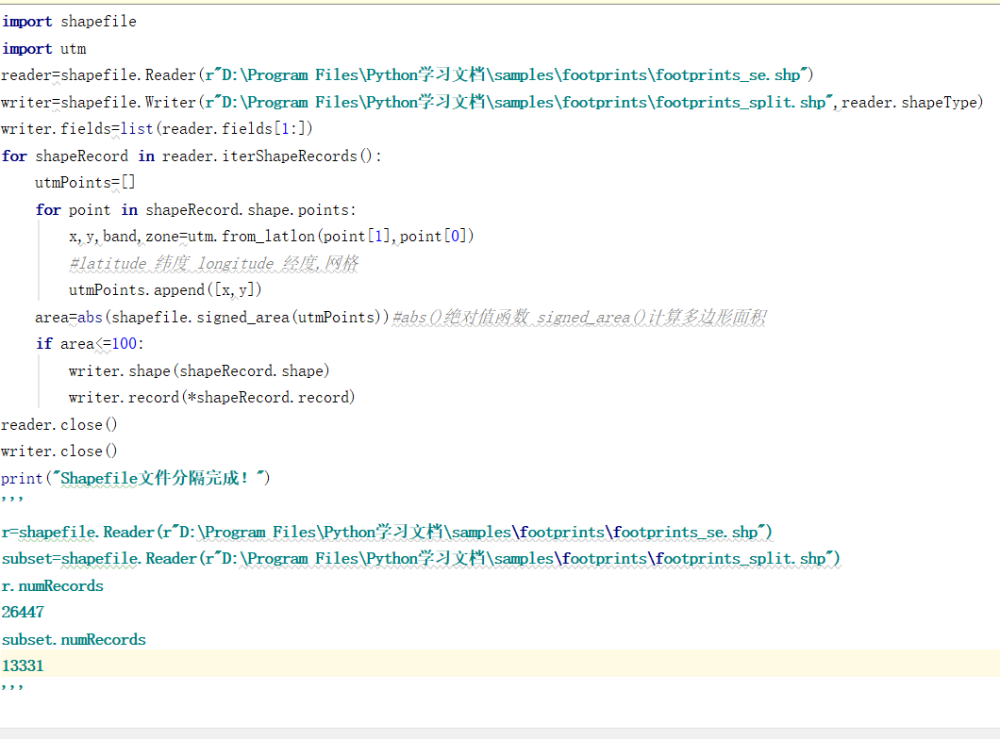 import shapefile
import utm
reader=shapefile.Reader(r"D:\Program Files\Python学习文档\samples\footprints\footprints_se.shp")
writer=shapefile.Writer(r"D:\Program Files\Python学习文档\samples\footprints\footprints_split.shp",reader.shapeType)
writer.fields=list(reader.fields[1:])
for shapeRecord in reader.iterShapeRecords():
    utmPoints=[]
    for point in shapeRecord.shape.points:
        x,y,band,zone=utm.from_latlon(point[1],point[0])
        #latitude 纬度 longitude 经度,网格
        utmPoints.append([x,y])
    area=abs(shapefile.signed_area(utmPoints))#abs()绝对值函数 signed_area()计算多边形面积
    if area<=100:
        writer.shape(shapeRecord.shape)
        writer.record(*shapeRecord.record)
reader.close()
writer.close()
print("Shapefile文件分隔完成！")
'''
r=shapefile.Reader(r"D:\Program Files\Python学习文档\samples\footprints\footprints_se.shp")
subset=shapefile.Reader(r"D:\Program Files\Python学习文档\samples\footprints\footprints_split.shp")
r.numRecords
26447
subset.numRecords
13331
'''